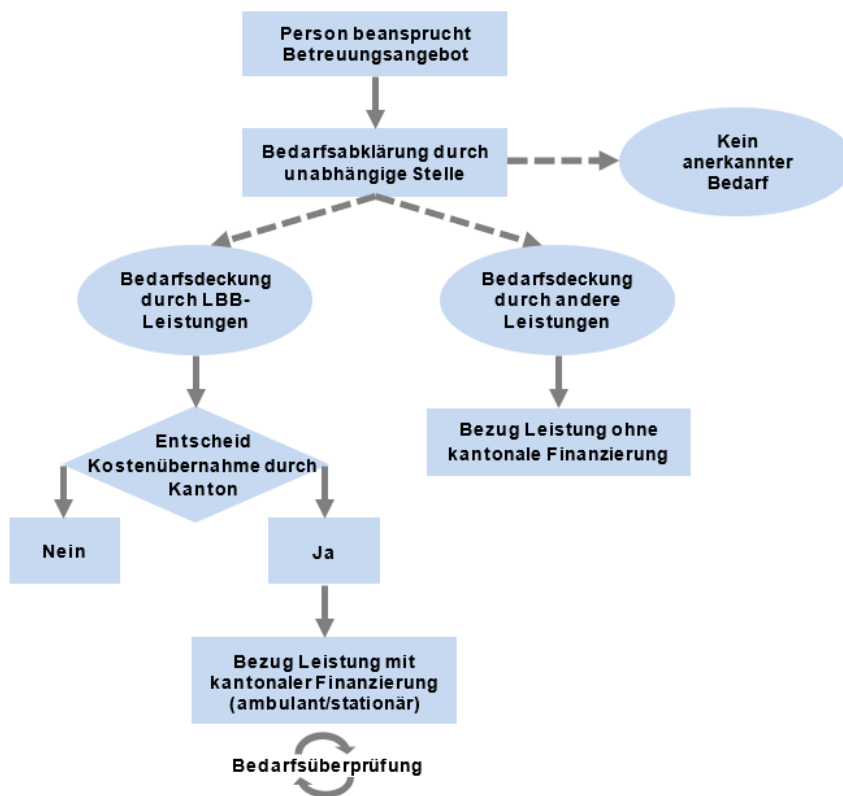 Person beansprucht
Betreuungsangebot
Bedarfsabklärung durch
unabhängige Stelle
Kein
anerkannter
Bedarf
Bedarfsdeckung
durch LBB-
Leistungen
Bedarfsdeckung
durch andere
Leistungen
Entscheid
Kostenübernahme durch
Kanton
Bezug Leistung ohne
kantonale Finanzierung
Nein
Ja
Bezug Leistung mit
kantonaler Finanzierung
(ambulant/stationär)
Bedarfsüberprüfung